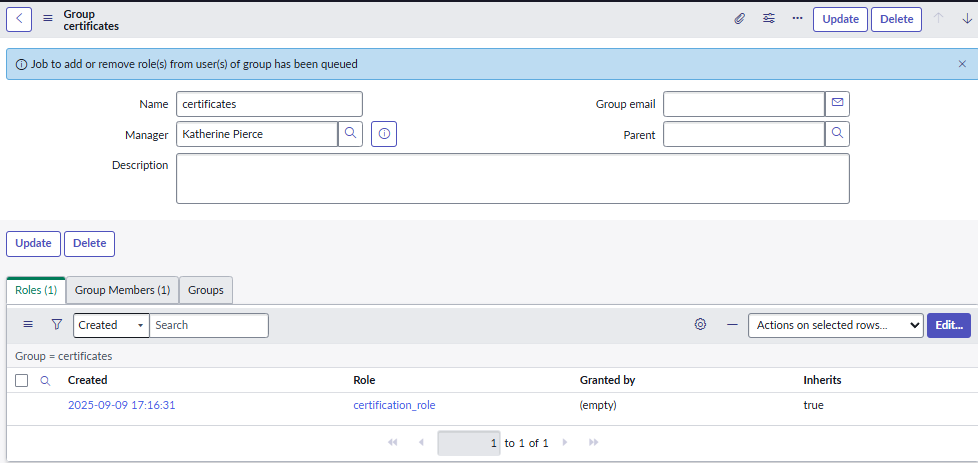 Group
certificates
Update
Delete
Job to add or remove role(s) from user(s) of group has been queued
Name
certificates
Group email
Manager
Katherine Pierce
Parent
Description
Update
Delete
Roles (1)
Group Members (1)
Groups
Created
Search
Actions on selected rows...
Edit...
Group = certificates
Created
Role
Granted by
Inherits
2025-09-09 17:16:31
certification_role
(empty)
true
1 to 1 of 1